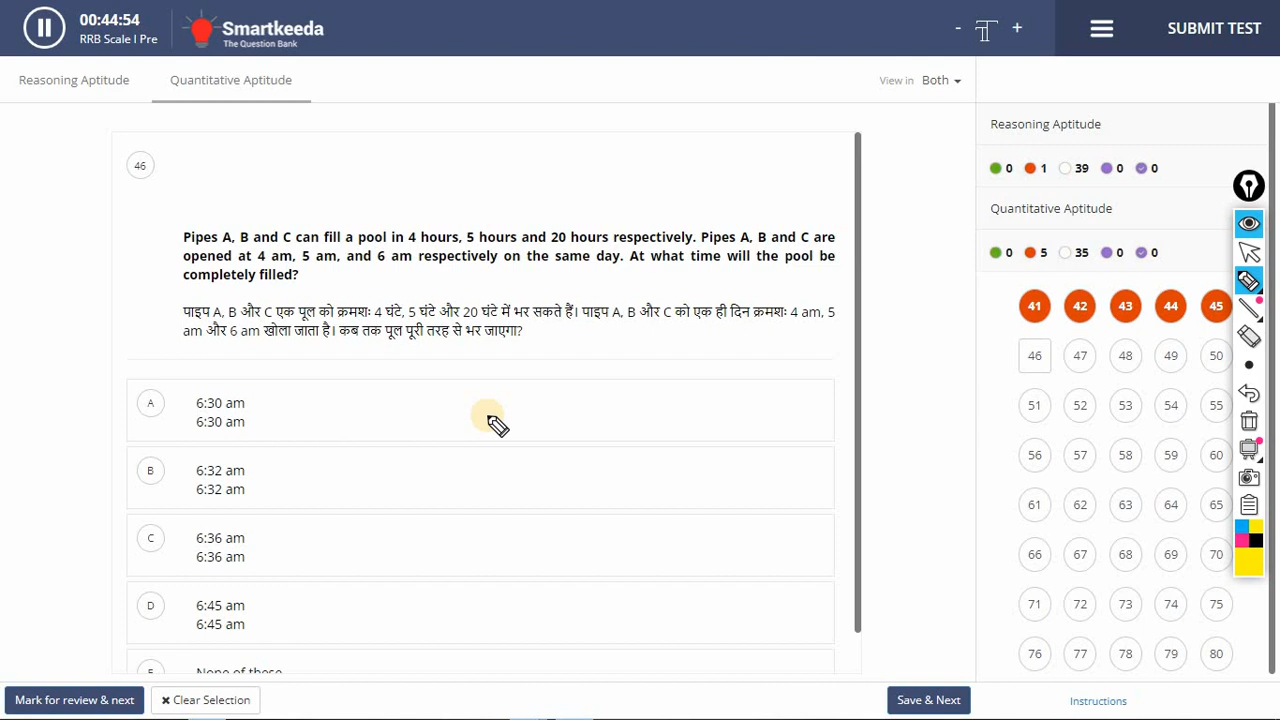 00:44:54
RRB Scale I Pre
Smartkeeda
The Question Bank
- T +
SUBMIT TEST
Reasoning Aptitude
Quantitative Aptitude
View in Both
46
Pipes A, B and C can fill a pool in 4 hours, 5 hours and 20 hours respectively. Pipes A, B and C are
opened at 4 am, 5 am, and 6 am respectively on the same day. At what time will the pool be
completely filled?
पाइप A, B और C एक पूल को क्रमशः 4 घंटे, 5 घंटे और 20 घंटे में भर सकते हैं। पाइप A, B और C को एक ही दिन क्रमशः 4 am, 5
am और 6 am खोला जाता है। कब तक पूल पूरी तरह से भर जाएगा?
A
6:30 am
6:30 am
B
6:32 am
6:32 am
C
6:36 am
6:36 am
D
6:45 am
6:45 am
E
None of these
Mark for review & next
✖ Clear Selection
Save & Next
Reasoning Aptitude
0 1 39 0 0
Quantitative Aptitude
0 5 35 0 0
41 42 43 44 45
46 47 48 49 50
51 52 53 54 55
56 57 58 59 60
61 62 63 64 65
66 67 68 69 70
71 72 73 74 75
76 77 78 79 80
Instructions